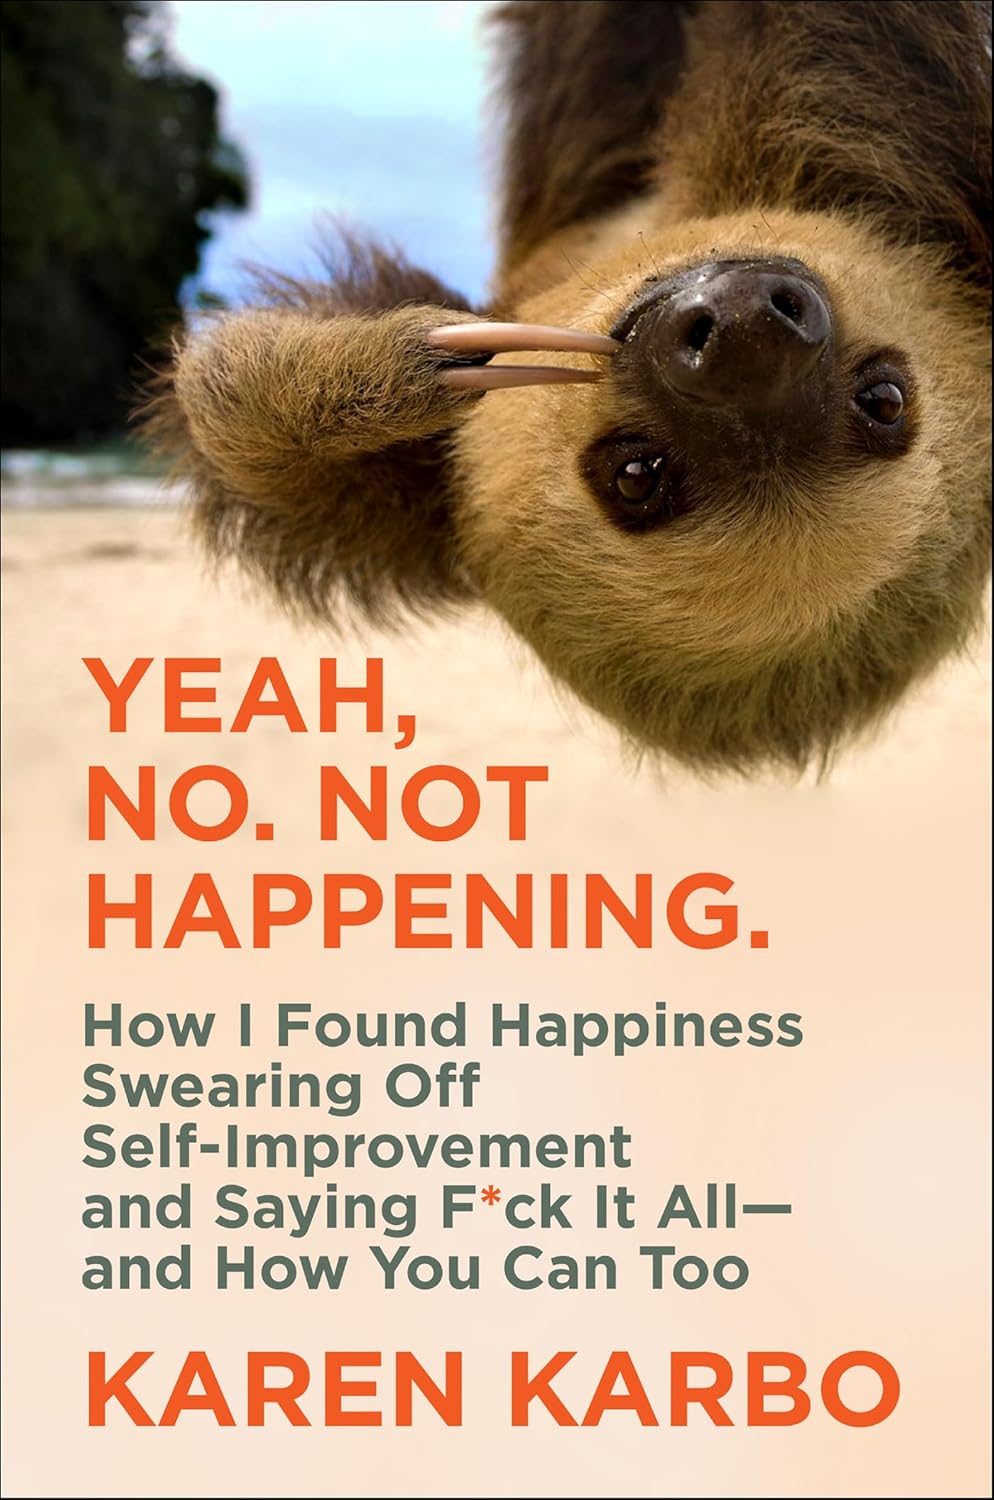 YEAH,
NO. NOT
HAPPENING.
How I Found Happiness
Swearing Off
Self-Improvement
and Saying F*ck It All—
and How You Can Too
KAREN KARBO